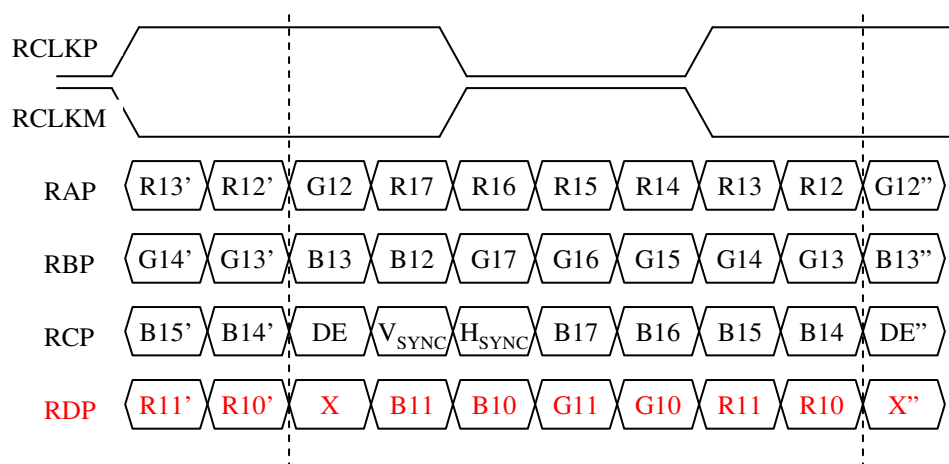 RCLKP
RCLKM
RAP R13’ R12’ G12 R17 R16 R15 R14 R13 R12 G12”
RBP G14’ G13’ B13 B12 G17 G16 G15 G14 G13 B13”
RCP B15’ B14’ DE VSYNC HSYNC B17 B16 B15 B14 DE”
RDP R11’ R10’ X B11 B10 G11 G10 R11 R10 X”